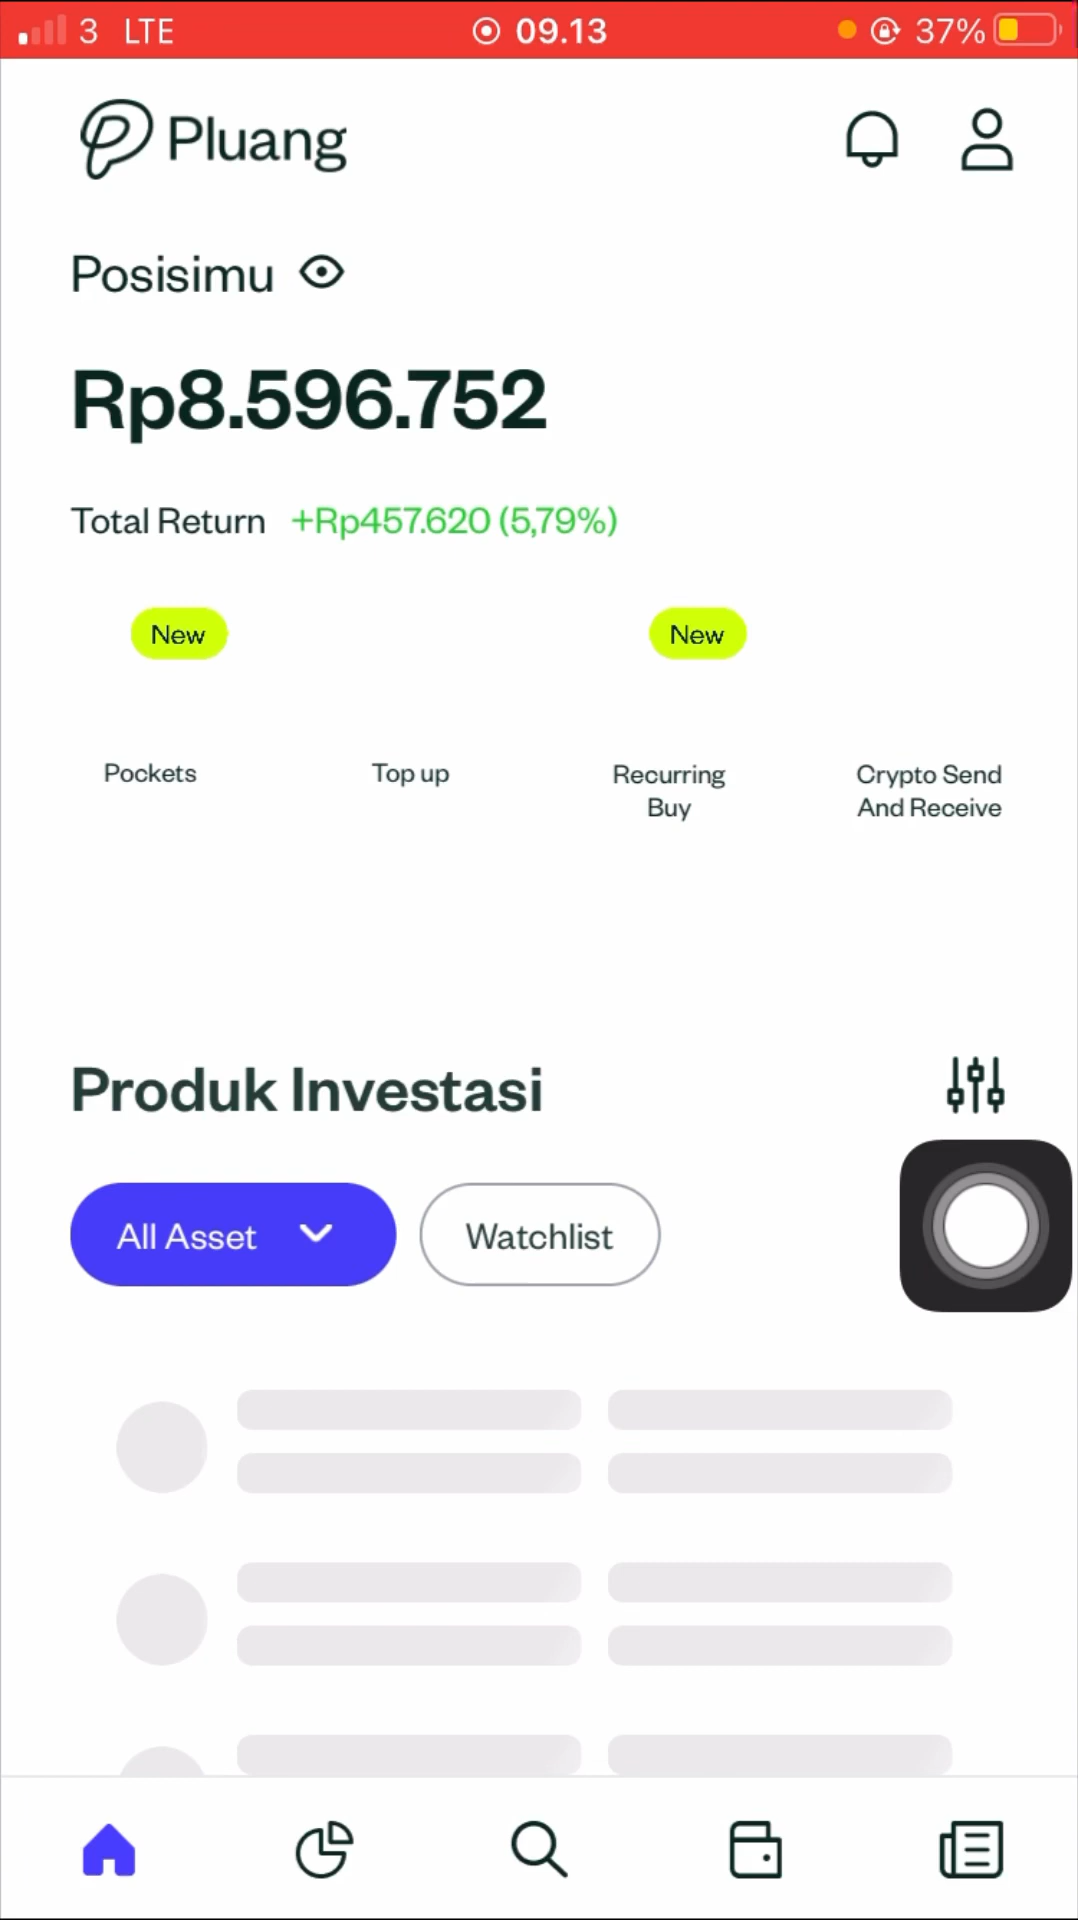 3 LTE 09.13 37%
Pluang
Posisimu
Rp8.596.752
Total Return +Rp457.620 (5,79%)
New New
Pockets Top up Recurring Buy Crypto Send And Receive
Produk Investasi
All Asset Watchlist